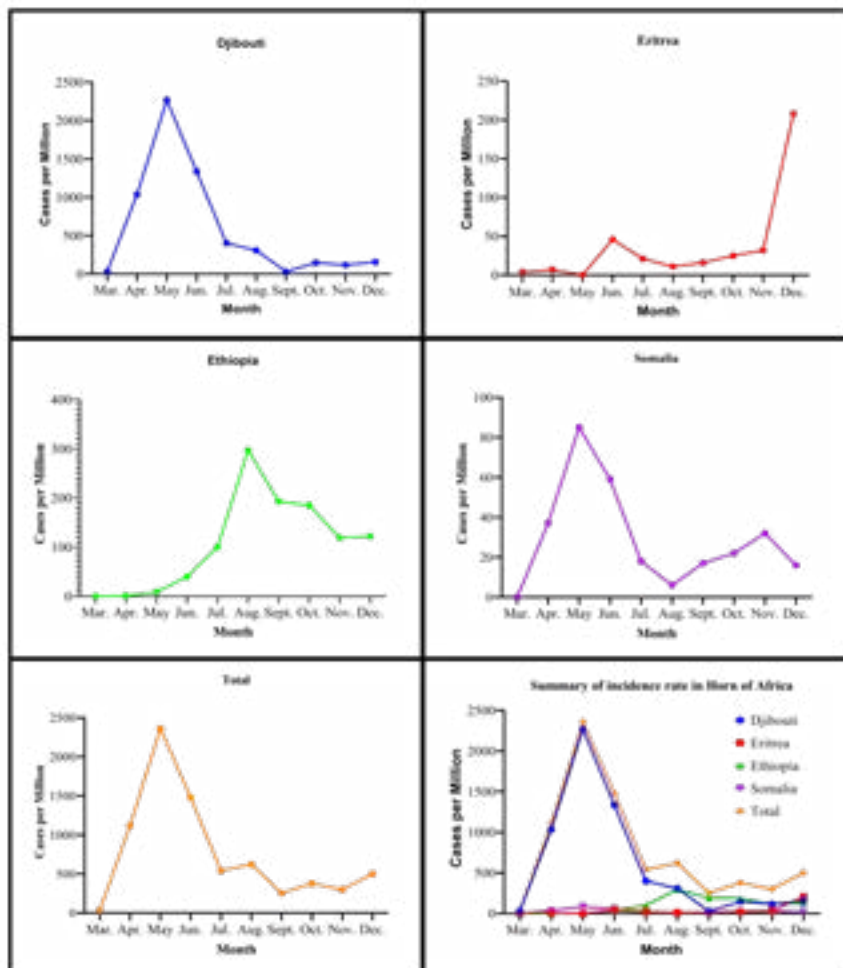 Djibouti
Cases per Million
2500
2000
1500
1000
500
0
Mar. Apr. May Jun. Jul. Aug. Sept. Oct. Nov. Dec.
Month
Eritrea
Cases per Million
250
200
150
100
50
0
Mar. Apr. May Jun. Jul. Aug. Sept. Oct. Nov. Dec.
Month
Ethiopia
Cases per Million
400
300
200
100
0
Mar. Apr. May Jun. Jul. Aug. Sept. Oct. Nov. Dec.
Month
Somalia
Cases per Million
100
80
60
40
20
0
Mar. Apr. May Jun. Jul. Aug. Sept. Oct. Nov. Dec.
Month
Total
Cases per Million
2500
2000
1500
1000
500
0
Mar. Apr. May Jun. Jul. Aug. Sept. Oct. Nov. Dec.
Month
Summary of incidence rate in Horn of Africa
Cases per Million
2500
2000
1500
1000
500
0
Djibouti
Eritrea
Ethiopia
Somalia
Total
Mar. Apr. May Jun. Jul. Aug. Sept. Oct. Nov. Dec.
Month